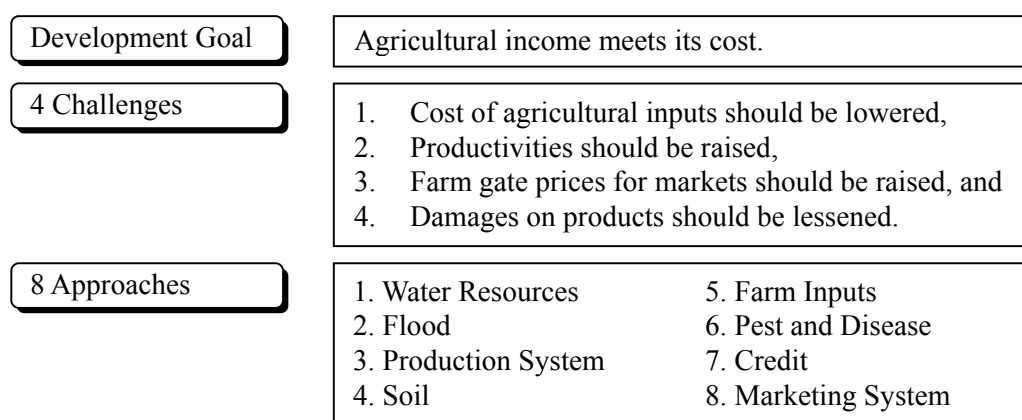 Development Goal
Agricultural income meets its cost.
4 Challenges
1. Cost of agricultural inputs should be lowered,
2. Productivities should be raised,
3. Farm gate prices for markets should be raised, and
4. Damages on products should be lessened.
8 Approaches
1. Water Resources
2. Flood
3. Production System
4. Soil
5. Farm Inputs
6. Pest and Disease
7. Credit
8. Marketing System